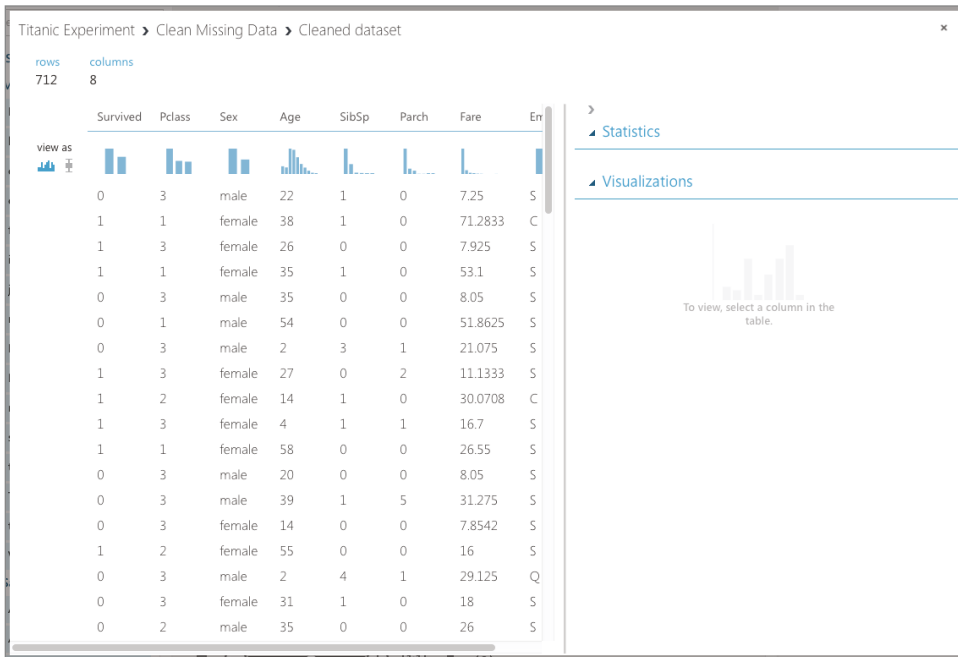 Titanic Experiment › Clean Missing Data › Cleaned dataset ×
rows columns
712 8
Survived Pclass Sex Age SibSp Parch Fare Em
view as
0 3 male 22 1 0 7.25 S
1 1 female 38 1 0 71.2833 C
1 3 female 26 0 0 7.925 S
1 1 female 35 1 0 53.1 S
0 3 male 35 0 0 8.05 S
0 1 male 54 0 0 51.8625 S
0 3 male 2 3 1 21.075 S
1 3 female 27 0 2 11.1333 S
1 2 female 14 1 0 30.0708 C
1 3 female 4 1 1 16.7 S
1 1 female 58 0 0 26.55 S
0 3 male 20 0 0 8.05 S
0 3 male 39 1 5 31.275 S
0 3 female 14 0 0 7.8542 S
1 2 female 55 0 0 16 S
0 3 male 2 4 1 29.125 Q
0 3 female 31 1 0 18 S
0 2 male 35 0 0 26 S
Statistics
Visualizations
To view, select a column in the
table.